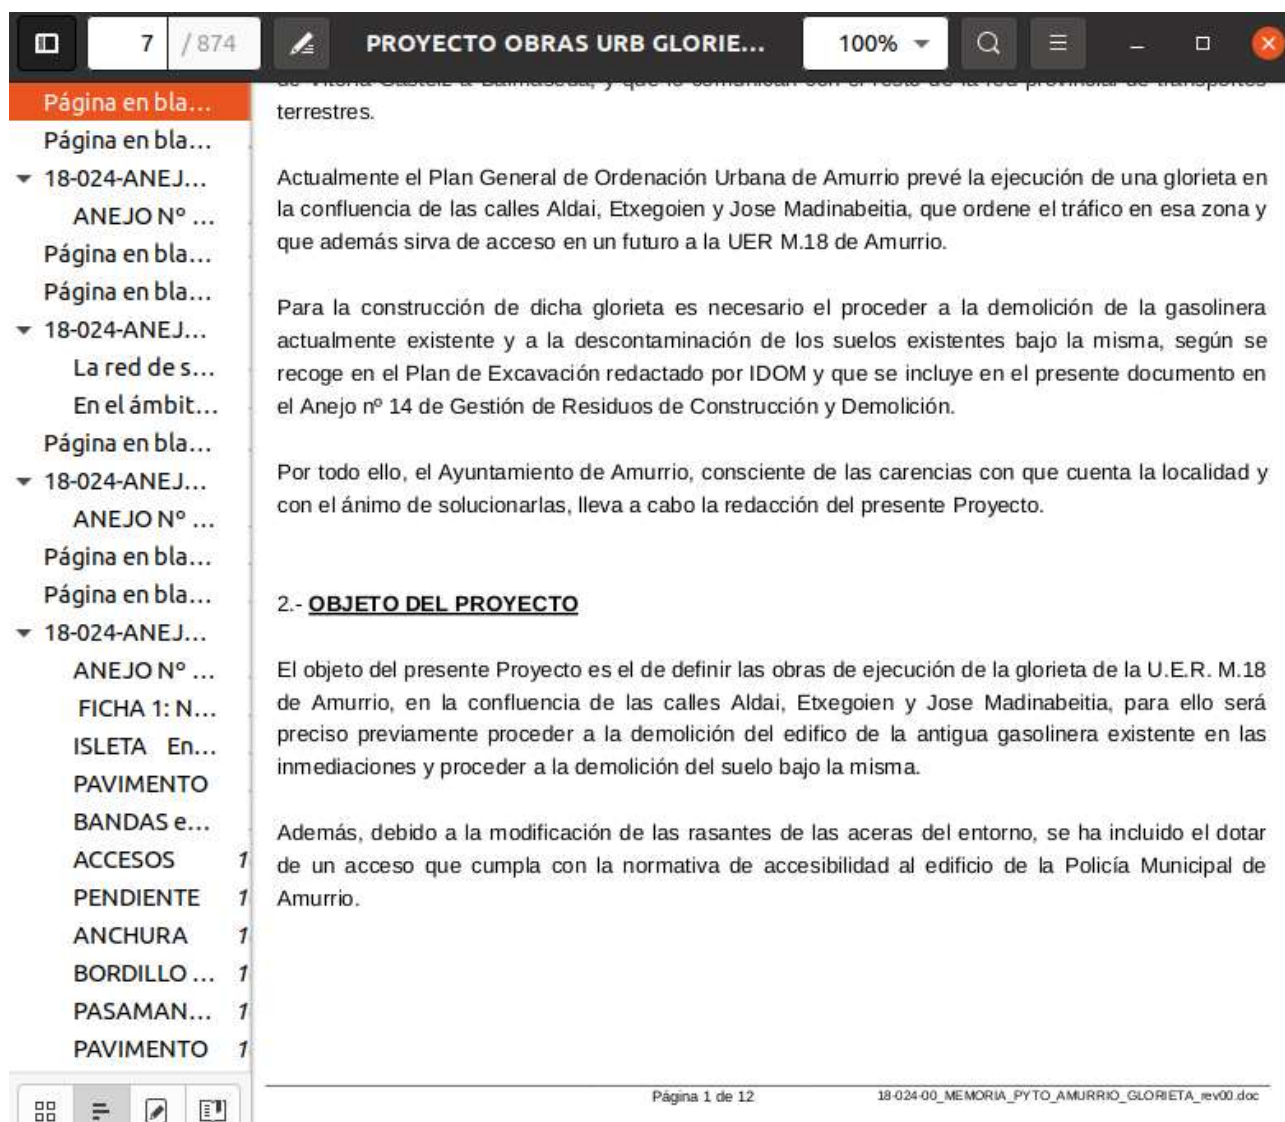 7 / 874 PROYECTO OBRAS URB GLORIE... 100%
Página en bla...
Página en bla...
18-024-ANEJ...
ANEJO Nº ...
Página en bla...
Página en bla...
18-024-ANEJ...
La red de s...
En el ámbit...
Página en bla...
18-024-ANEJ...
ANEJO Nº ...
Página en bla...
Página en bla...
18-024-ANEJ...
ANEJO Nº ...
FICHA 1: N...
ISLETA En...
PAVIMENTO
BANDAS e...
ACCESOS 1
PENDIENTE 1
ANCHURA 1
BORDILLO ... 1
PASAMAN... 1
PAVIMENTO 1
terrestres.
Actualmente el Plan General de Ordenación Urbana de Amurrio prevé la ejecución de una glorieta en
la confluencia de las calles Aldai, Etxegoien y Jose Madinabeitia, que ordene el tráfico en esa zona y
que además sirva de acceso en un futuro a la UER M.18 de Amurrio.
Para la construcción de dicha glorieta es necesario el proceder a la demolición de la gasolinera
actualmente existente y a la descontaminación de los suelos existentes bajo la misma, según se
recoge en el Plan de Excavación redactado por IDOM y que se incluye en el presente documento en
el Anejo nº 14 de Gestión de Residuos de Construcción y Demolición.
Por todo ello, el Ayuntamiento de Amurrio, consciente de las carencias con que cuenta la localidad y
con el ánimo de solucionarlas, lleva a cabo la redacción del presente Proyecto.
2.- OBJETO DEL PROYECTO
El objeto del presente Proyecto es el de definir las obras de ejecución de la glorieta de la U.E.R. M.18
de Amurrio, en la confluencia de las calles Aldai, Etxegoien y Jose Madinabeitia, para ello será
preciso previamente proceder a la demolición del edifico de la antigua gasolinera existente en las
inmediaciones y proceder a la demolición del suelo bajo la misma.
Además, debido a la modificación de las rasantes de las aceras del entorno, se ha incluido el dotar
de un acceso que cumpla con la normativa de accesibilidad al edificio de la Policía Municipal de
Amurrio.
Página 1 de 12 18-024-00_MEMORIA_PYTO_AMURRIO_GLORIETA_rev00.doc